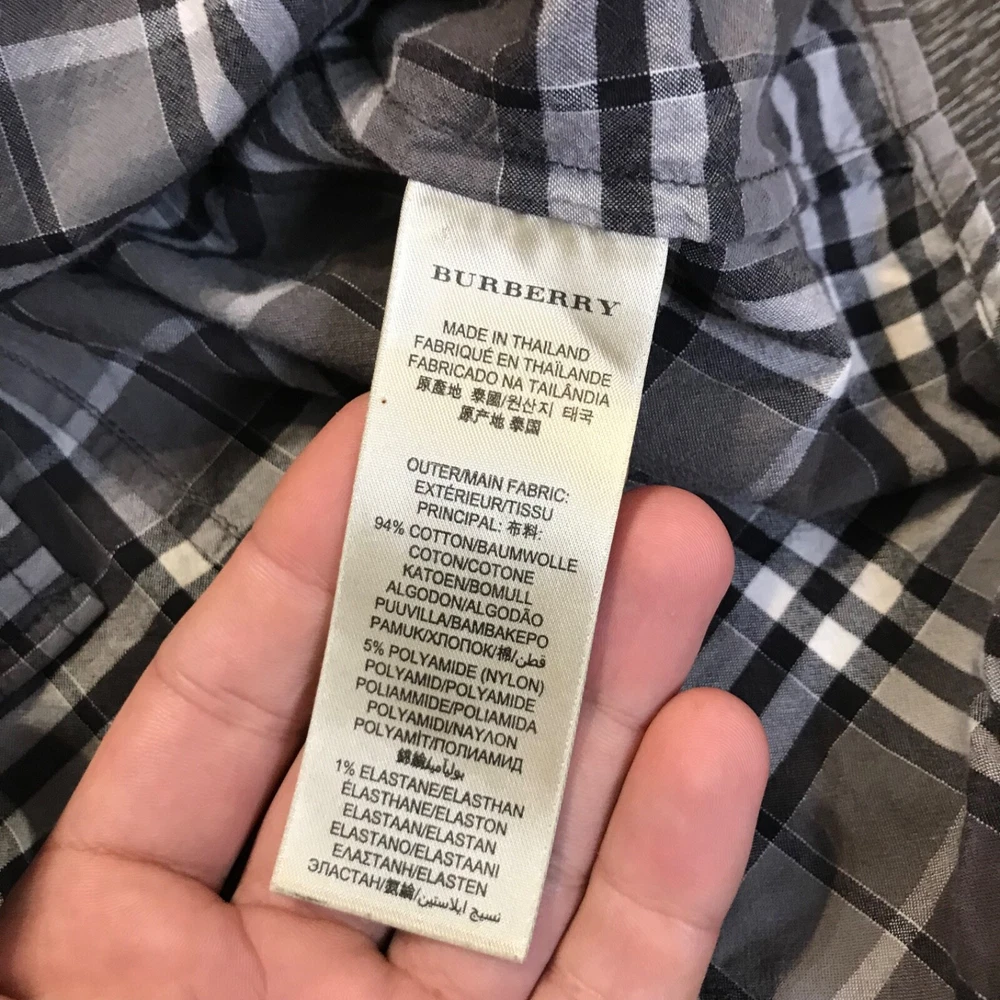 BURBERRY
MADE IN THAILAND
FABRIQUÉ EN THAÏLANDE
FABRICADO NA TAILÂNDIA
原產地 泰國/원산지 태국
原产地 泰国
OUTER/MAIN FABRIC:
EXTÉRIEUR/TISSU
PRINCIPAL: 布料:
94% COTTON/BAUMWOLLE
COTON/COTONE
KATOEN/BOMULL
ALGODON/ALGODÃO
PUUVILLA/ΒΑΜΒΑΚΕΡΟ
PAMUK/ХЛОПОК/棉/قطن
5% POLYAMIDE (NYLON)
POLYAMID/POLYAMIDE
POLIAMMIDE/POLIAMIDA
POLYAMIDI/ΝΑΥΛΟΝ
POLYAMİT/ПОЛИАМИД
錦綸/بولياميد
1% ELASTANE/ELASTHAN
ÉLASTHANE/ELASTON
ELASTAAN/ELASTAN
ELASTANO/ELASTAANI
ΕΛΑΣΤΑΝΗ/ELASTEN
ЭЛАСТАН/氨綸/نسيج ايلاستين